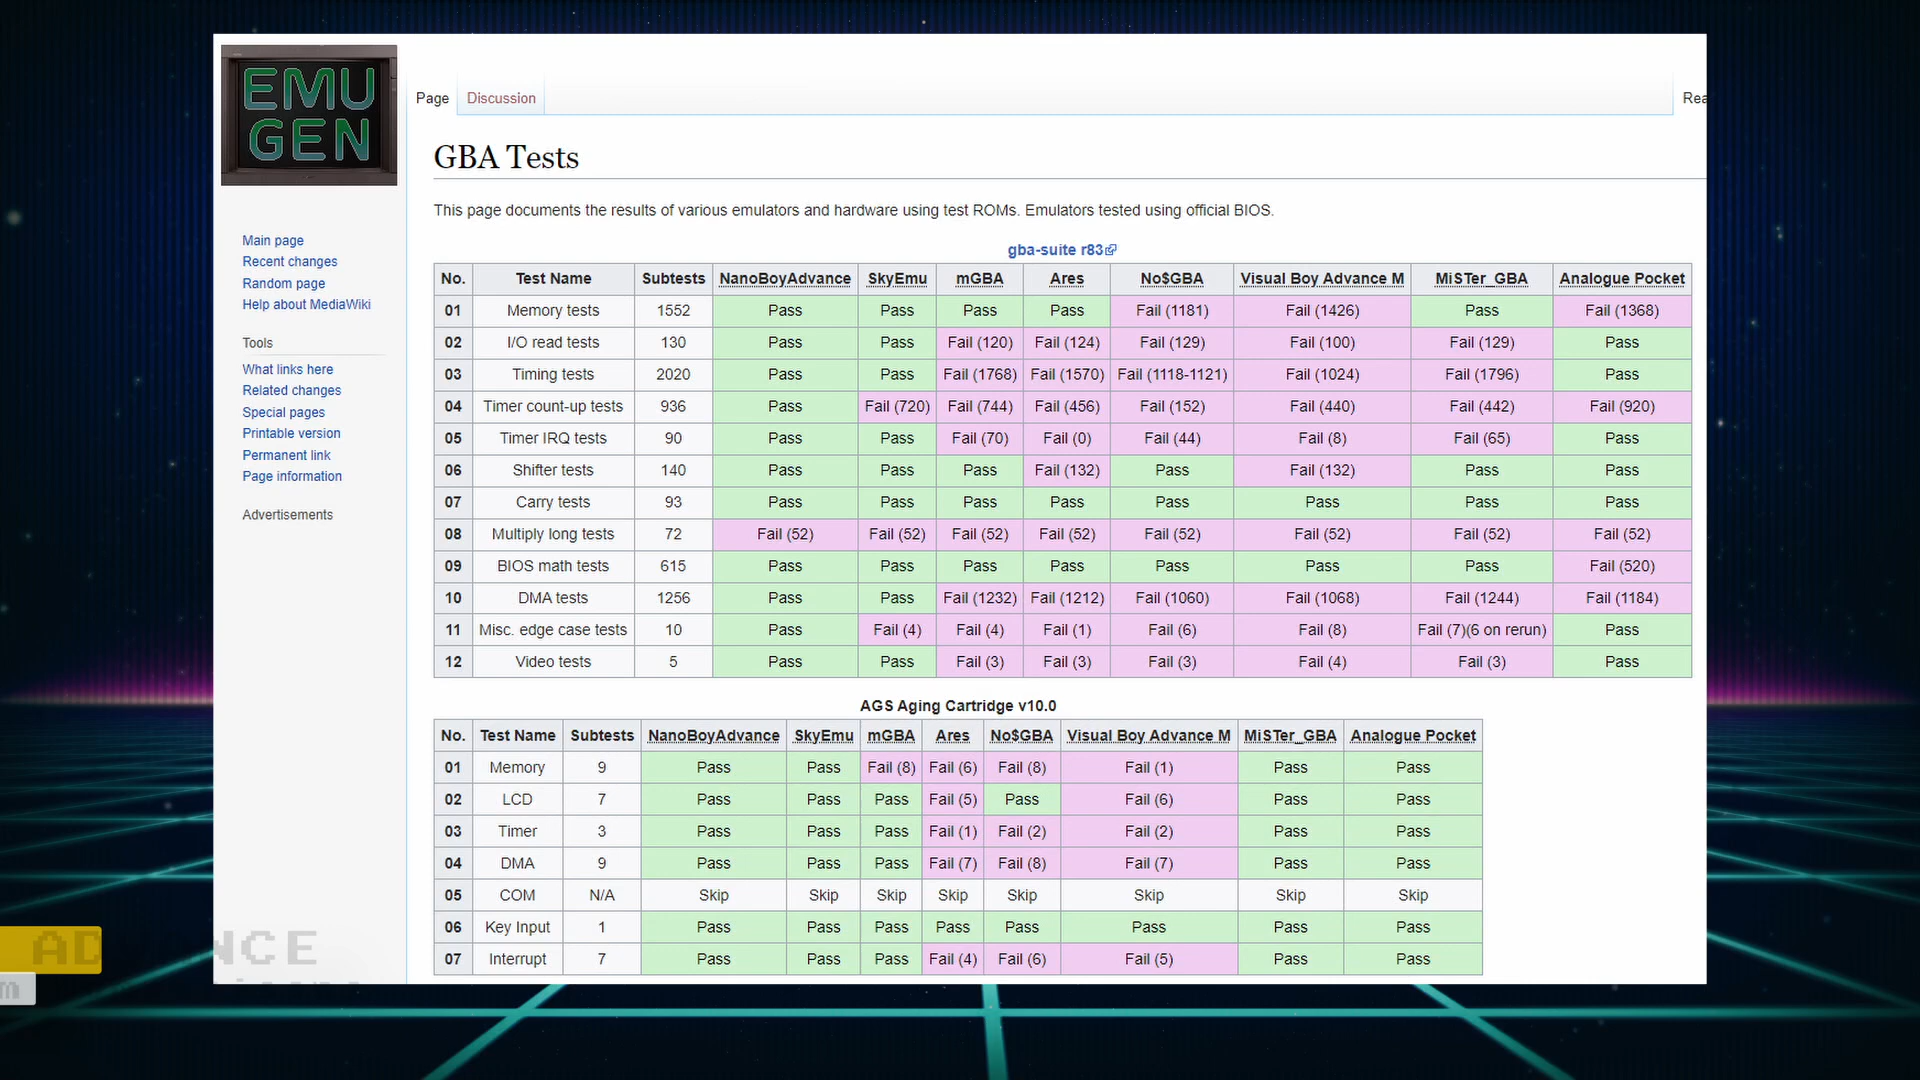 EMU
GEN
Page Discussion Rea
GBA Tests
This page documents the results of various emulators and hardware using test ROMs. Emulators tested using official BIOS.
Main page
Recent changes
Random page
Help about MediaWiki
Tools
What links here
Related changes
Special pages
Printable version
Permanent link
Page information
Advertisements
gba-suite r83
No. Test Name Subtests NanoBoyAdvance SkyEmu mGBA Ares No$GBA Visual Boy Advance M MiSTer_GBA Analogue Pocket
01 Memory tests 1552 Pass Pass Pass Pass Fail (1181) Fail (1426) Pass Fail (1368)
02 I/O read tests 130 Pass Pass Fail (120) Fail (124) Fail (129) Fail (100) Fail (129) Pass
03 Timing tests 2020 Pass Pass Fail (1768) Fail (1570) Fail (1118-1121) Fail (1024) Fail (1796) Pass
04 Timer count-up tests 936 Pass Fail (720) Fail (744) Fail (456) Fail (152) Fail (440) Fail (442) Fail (920)
05 Timer IRQ tests 90 Pass Pass Fail (70) Fail (0) Fail (44) Fail (8) Fail (65) Pass
06 Shifter tests 140 Pass Pass Pass Fail (132) Pass Fail (132) Pass Pass
07 Carry tests 93 Pass Pass Pass Pass Pass Pass Pass Pass
08 Multiply long tests 72 Fail (52) Fail (52) Fail (52) Fail (52) Fail (52) Fail (52) Fail (52) Fail (52)
09 BIOS math tests 615 Pass Pass Pass Pass Pass Pass Pass Fail (520)
10 DMA tests 1256 Pass Pass Fail (1232) Fail (1212) Fail (1060) Fail (1068) Fail (1244) Fail (1184)
11 Misc. edge case tests 10 Pass Fail (4) Fail (4) Fail (1) Fail (6) Fail (8) Fail (7)(6 on rerun) Pass
12 Video tests 5 Pass Pass Fail (3) Fail (3) Fail (3) Fail (4) Fail (3) Pass
AGS Aging Cartridge v10.0
No. Test Name Subtests NanoBoyAdvance SkyEmu mGBA Ares No$GBA Visual Boy Advance M MiSTer_GBA Analogue Pocket
01 Memory 9 Pass Pass Fail (8) Fail (6) Fail (8) Fail (1) Pass Pass
02 LCD 7 Pass Pass Pass Fail (5) Pass Fail (6) Pass Pass
03 Timer 3 Pass Pass Pass Fail (1) Fail (2) Fail (2) Pass Pass
04 DMA 9 Pass Pass Pass Fail (7) Fail (8) Fail (7) Pass Pass
05 COM N/A Skip Skip Skip Skip Skip Skip Skip Skip
06 Key Input 1 Pass Pass Pass Pass Pass Pass Pass Pass
07 Interrupt 7 Pass Pass Pass Fail (4) Fail (6) Fail (5) Pass Pass